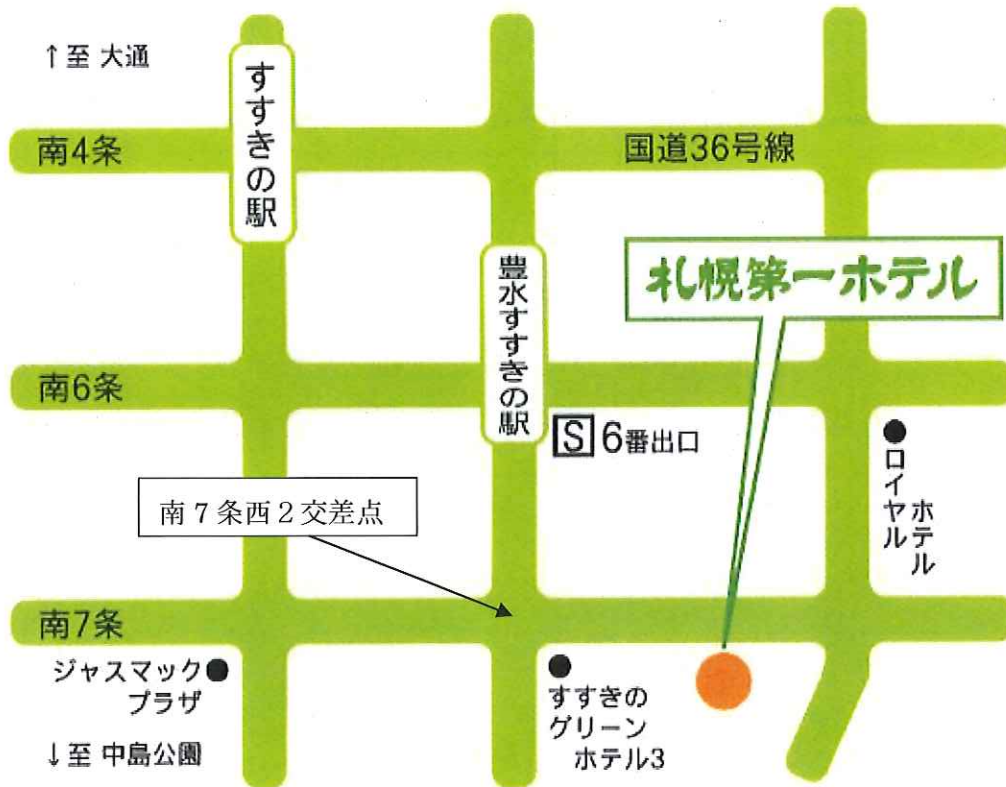 ↑至 大通
すすきの駅
南4条
国道36号線
豊水すすきの駅
札幌第一ホテル
南6条
S 6番出口
ロイヤル
ホテル
南7条西2交差点
南7条
ジャスマック
プラザ
すすきの
グリーン
ホテル3
↓至 中島公園